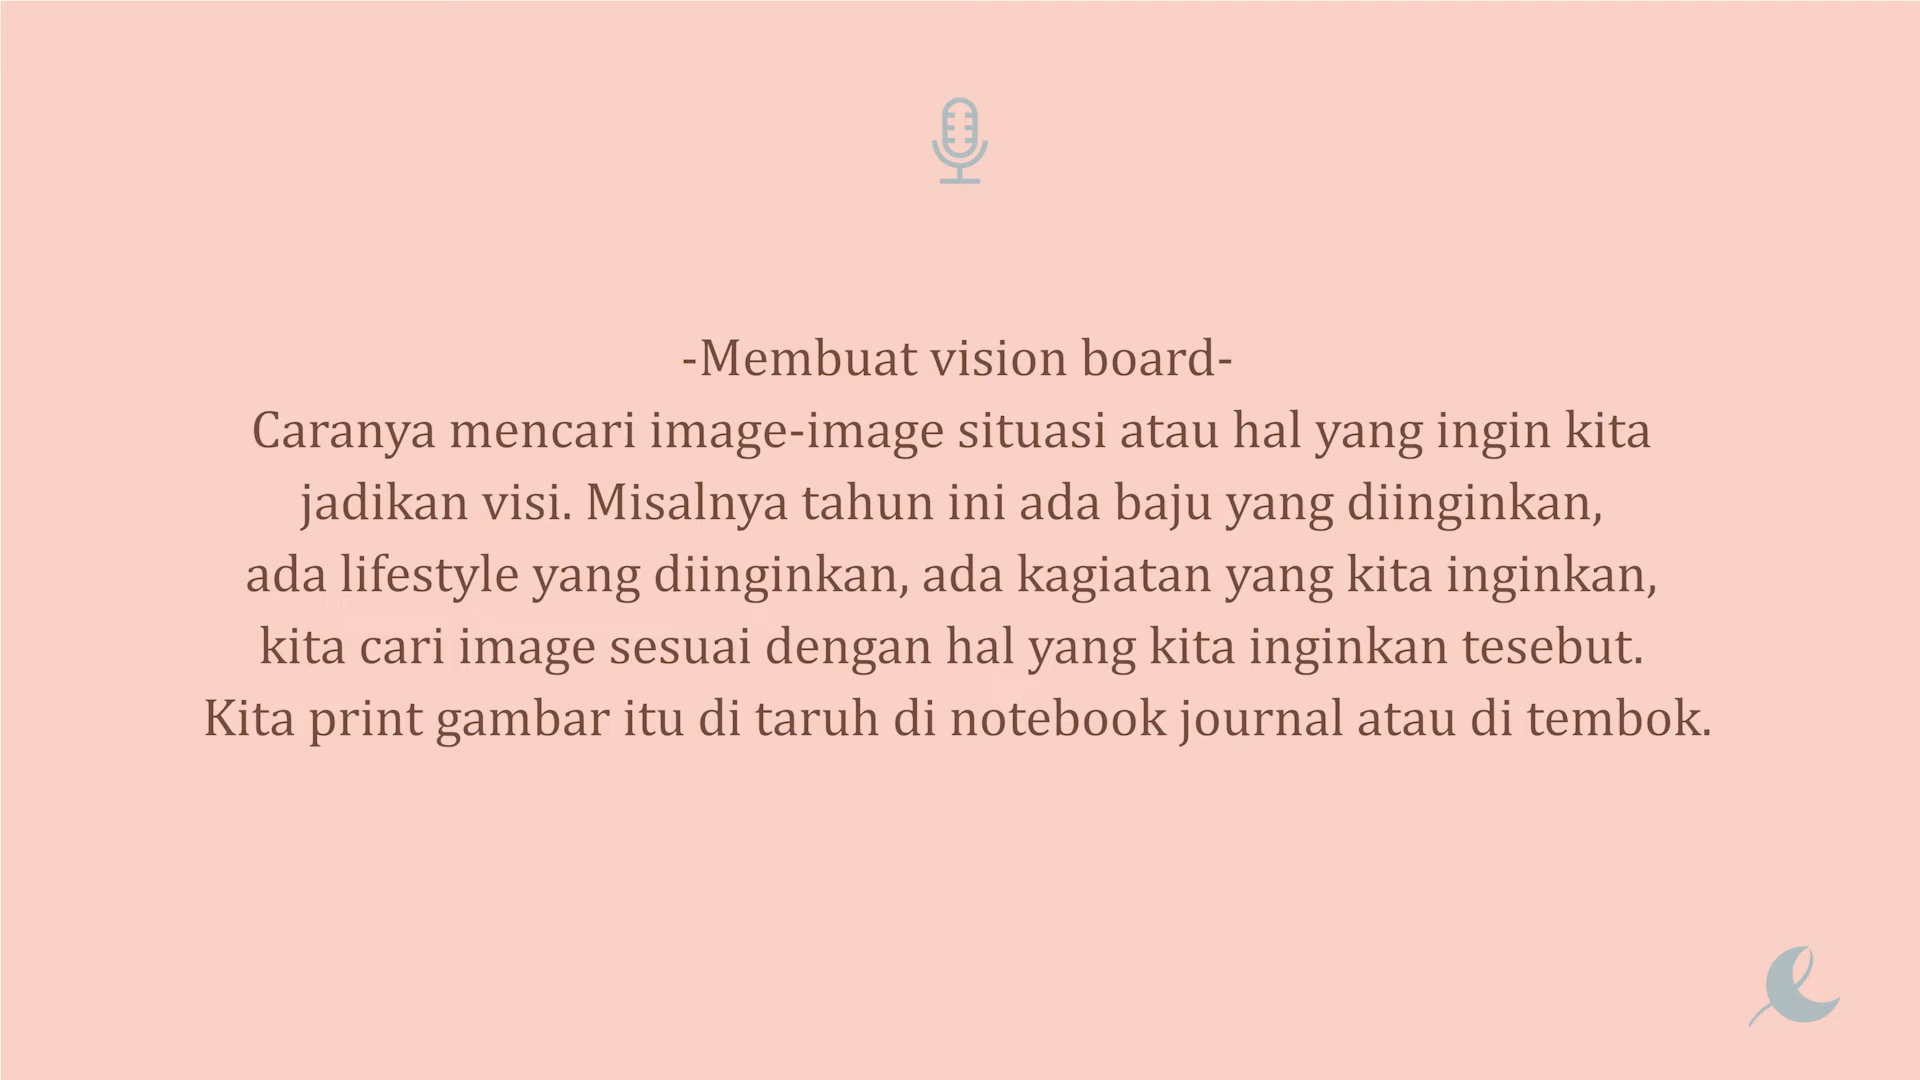 -Membuat vision board-
Caranya mencari image-image situasi atau hal yang ingin kita
jadikan visi. Misalnya tahun ini ada baju yang diinginkan,
ada lifestyle yang diinginkan, ada kagiatan yang kita inginkan,
kita cari image sesuai dengan hal yang kita inginkan tesebut.
Kita print gambar itu di taruh di notebook journal atau di tembok.